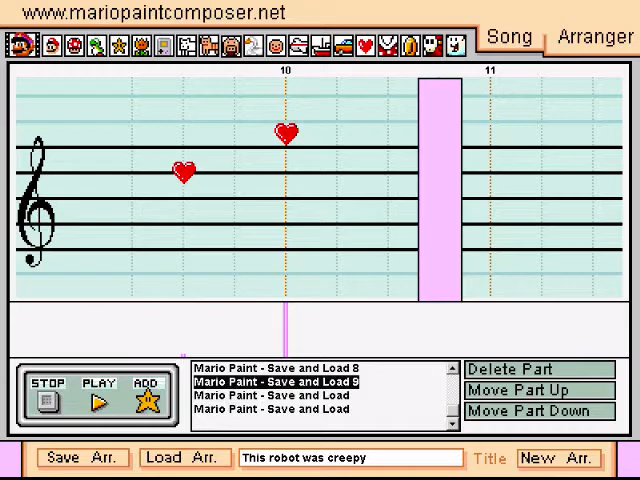 www.mariopaintcomposer.net
Song
Arranger
10
11
STOP
PLAY
ADD
Mario Paint - Save and Load 8
Mario Paint - Save and Load 9
Mario Paint - Save and Load
Mario Paint - Save and Load
Delete Part
Move Part Up
Move Part Down
Save Arr.
Load Arr.
This robot was creepy
Title
New Arr.